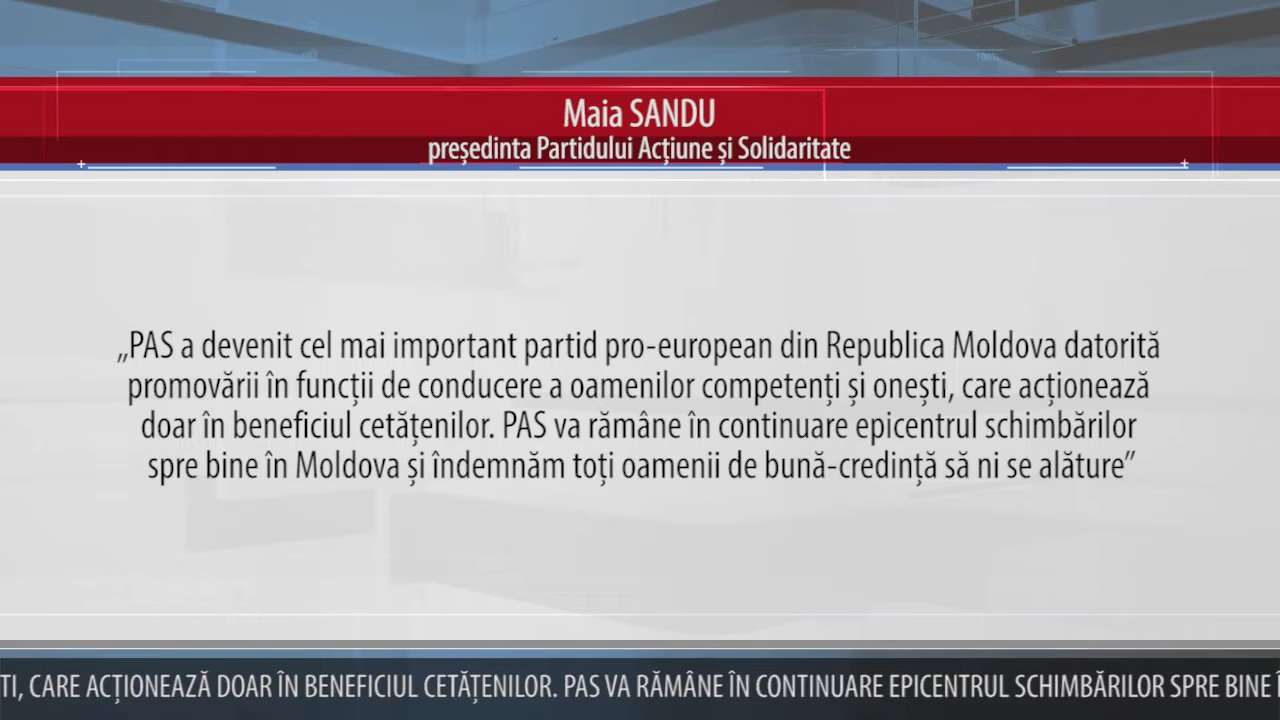 Maia SANDU
președinta Partidului Acțiune și Solidaritate
„PAS a devenit cel mai important partid pro-european din Republica Moldova datorită
promovării în funcții de conducere a oamenilor competenți și onești, care acționează
doar în beneficiul cetățenilor. PAS va rămâne în continuare epicentrul schimbărilor
spre bine în Moldova și îndemnăm toți oamenii de bună-credință să ni se alăture”
TI, CARE ACȚIONEAZĂ DOAR ÎN BENEFICIUL CETĂȚENILOR. PAS VA RĂMÂNE ÎN CONTINUARE EPICENTRUL SCHIMBĂRILOR SPRE BINE Î